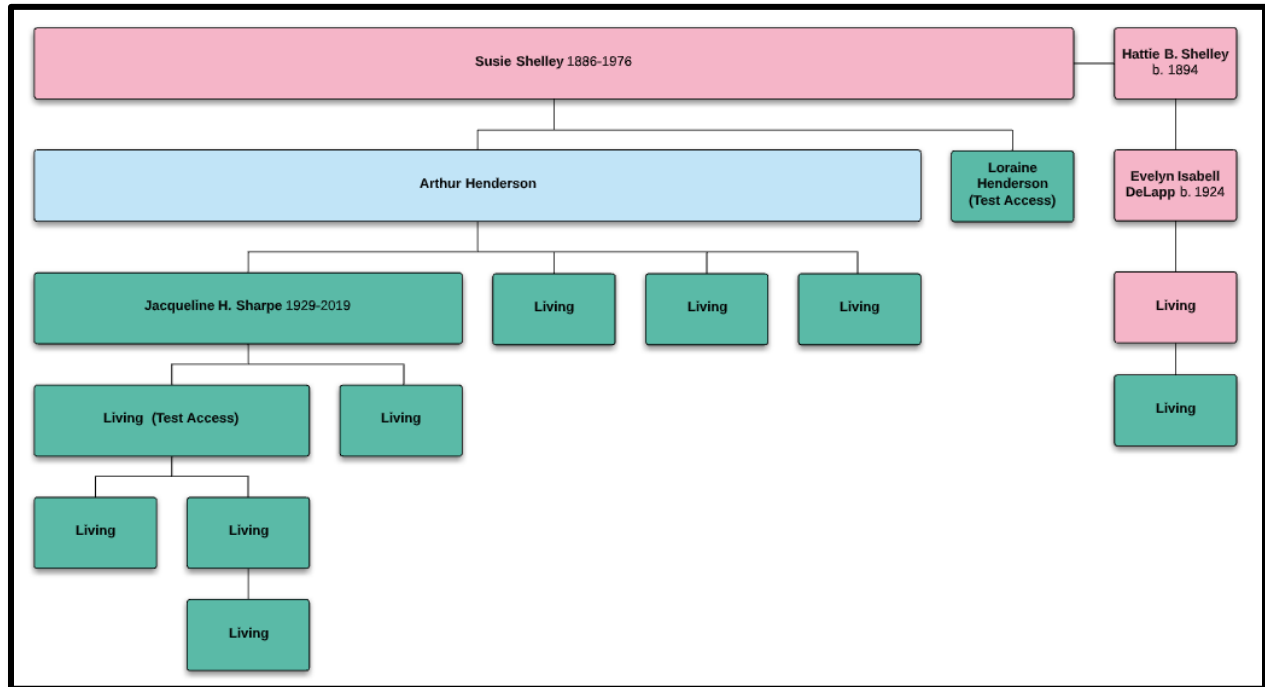 Susie Shelley 1886-1976
Hattie B. Shelley
b. 1894
Arthur Henderson
Loraine
Henderson
(Test Access)
Evelyn Isabell
DeLapp b. 1924
Jacqueline H. Sharpe 1929-2019
Living
Living
Living
Living
Living (Test Access)
Living
Living
Living
Living
Living